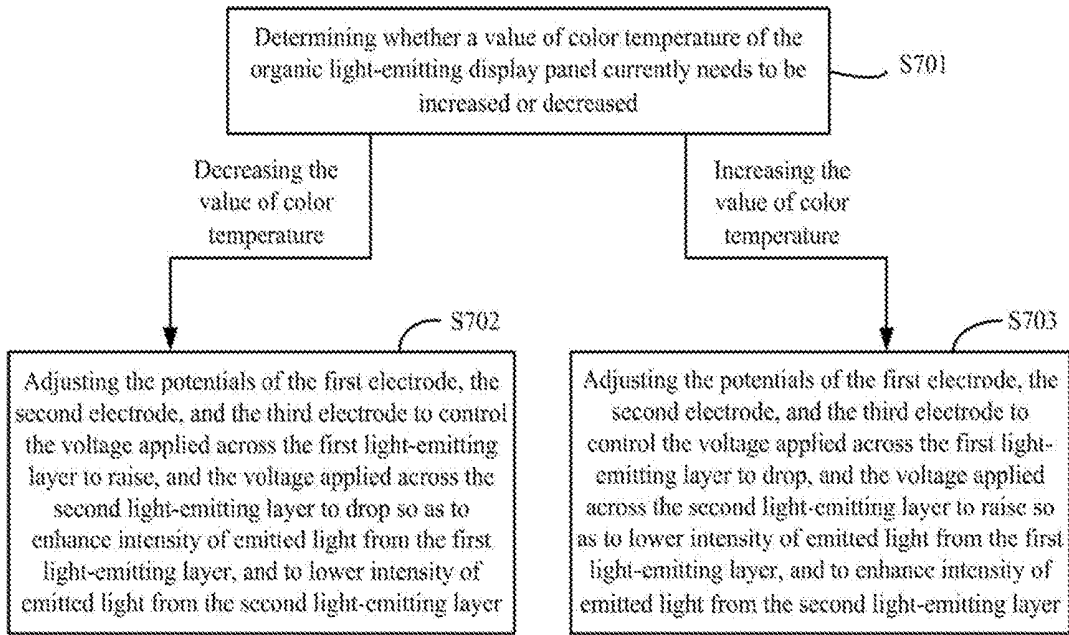 Determining whether a value of color temperature of the
organic light-emitting display panel currently needs to be
increased or decreased
S701
Decreasing the
value of color
temperature
Increasing the
value of color
temperature
S702
Adjusting the potentials of the first electrode, the
second electrode, and the third electrode to control
the voltage applied across the first light-emitting
layer to raise, and the voltage applied across the
second light-emitting layer to drop so as to
enhance intensity of emitted light from the first
light-emitting layer, and to lower intensity of
emitted light from the second light-emitting layer
S703
Adjusting the potentials of the first electrode, the
second electrode, and the third electrode to
control the voltage applied across the first light-
emitting layer to drop, and the voltage applied
across the second light-emitting layer to raise so
as to lower intensity of emitted light from the first
light-emitting layer, and to enhance intensity of
emitted light from the second light-emitting layer